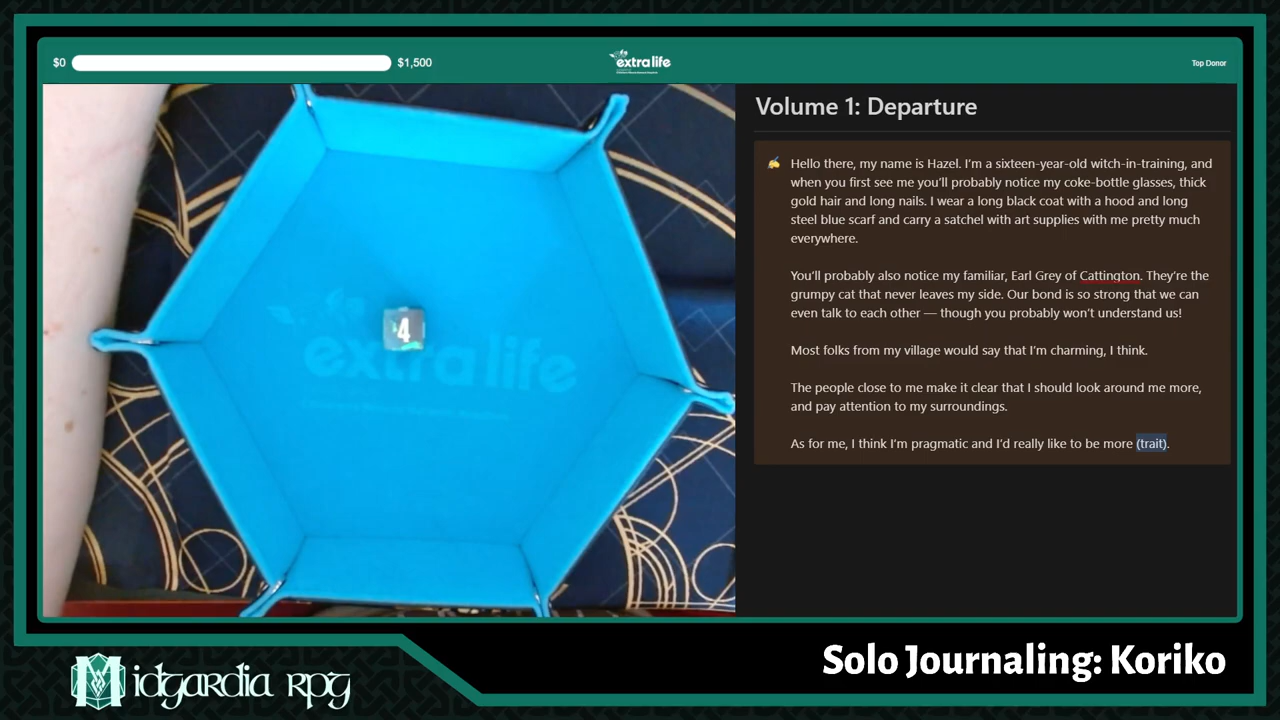 $0
$1,500
extralife
Top Donor
Volume 1: Departure
Hello there, my name is Hazel. I'm a sixteen-year-old witch-in-training, and
when you first see me you'll probably notice my coke-bottle glasses, thick
gold hair and long nails. I wear a long black coat with a hood and long
steel blue scarf and carry a satchel with art supplies with me pretty much
everywhere.
You'll probably also notice my familiar, Earl Grey of Cattington. They're the
grumpy cat that never leaves my side. Our bond is so strong that we can
even talk to each other — though you probably won't understand us!
Most folks from my village would say that I'm charming, I think.
The people close to me make it clear that I should look around me more,
and pay attention to my surroundings.
As for me, I think I'm pragmatic and I'd really like to be more (trait).
4
extralife
Midgardia RPG
Solo Journaling: Koriko